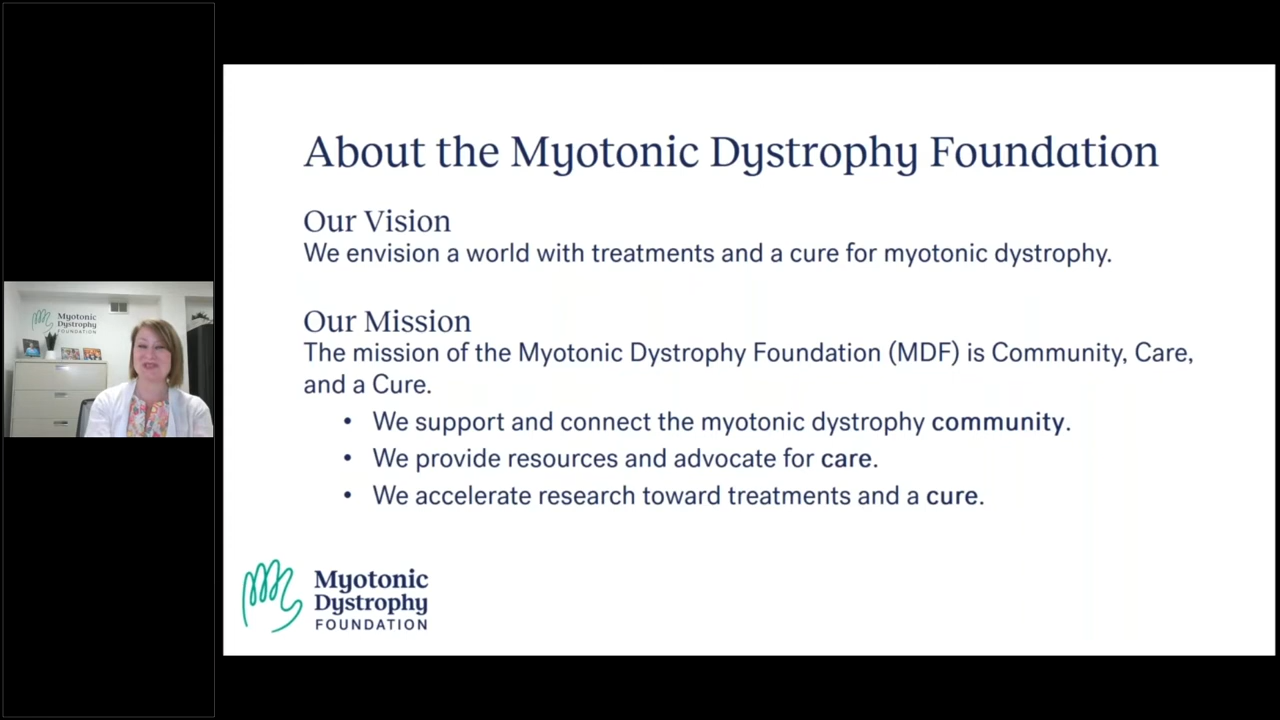 About the Myotonic Dystrophy Foundation
Our Vision
We envision a world with treatments and a cure for myotonic dystrophy.
Our Mission
The mission of the Myotonic Dystrophy Foundation (MDF) is Community, Care,
and a Cure.
• We support and connect the myotonic dystrophy community.
• We provide resources and advocate for care.
• We accelerate research toward treatments and a cure.
Myotonic
Dystrophy
FOUNDATION
Myotonic
Dystrophy
FOUNDATION